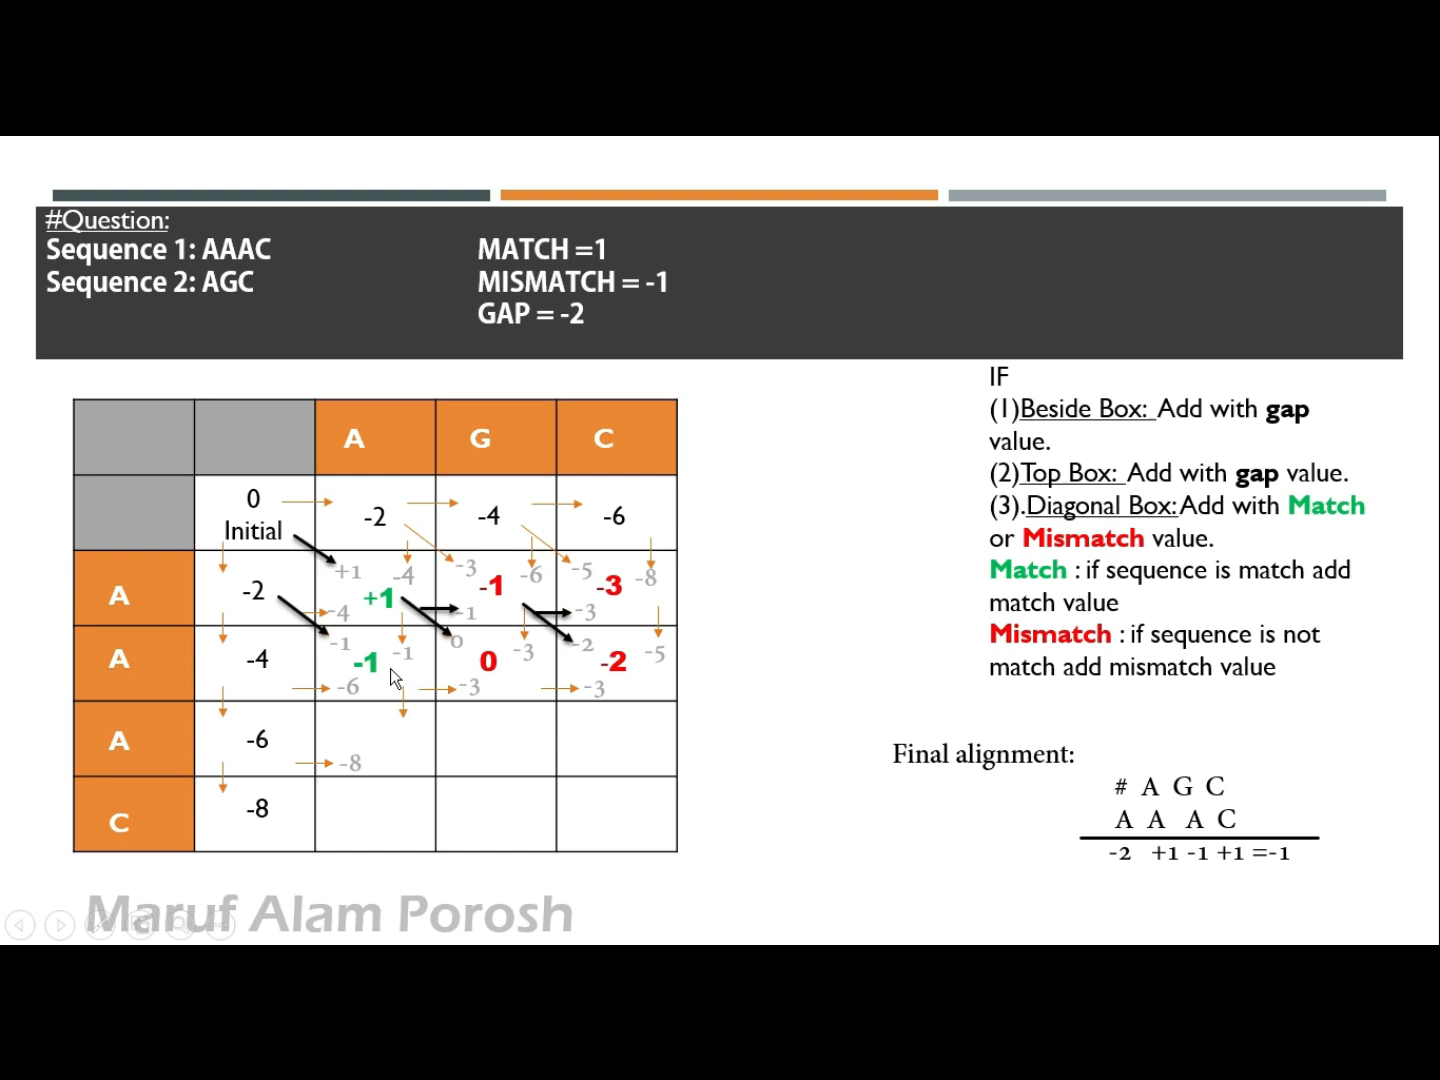 #Question:
Sequence 1: AAAC
Sequence 2: AGC
MATCH =1
MISMATCH = -1
GAP = -2
A G C
0 -2 -4 -6
Initial
+1 -4 -3 -6 -5 -8
A -2 +1 -1 -3
-4 -1 -3
-1 -1 0 -3 -2 -5
A -4 -1 0 -2
-6 -3 -3
A -6
-8
C -8
IF
(1)Beside Box: Add with gap
value.
(2)Top Box: Add with gap value.
(3).Diagonal Box:Add with Match
or Mismatch value.
Match : if sequence is match add
match value
Mismatch : if sequence is not
match add mismatch value
Final alignment:
# A G C
A A A C
-2 +1 -1 +1 =-1
Maruf Alam Porosh